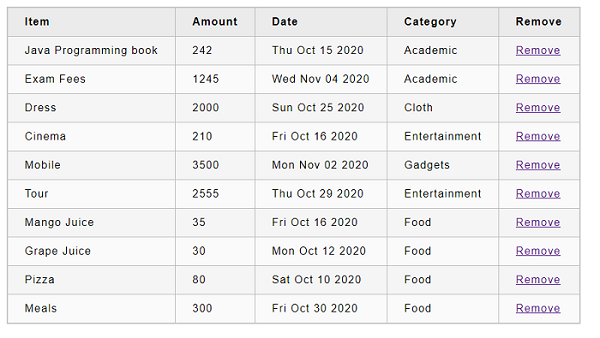 Item Amount Date Category Remove
Java Programming book 242 Thu Oct 15 2020 Academic Remove
Exam Fees 1245 Wed Nov 04 2020 Academic Remove
Dress 2000 Sun Oct 25 2020 Cloth Remove
Cinema 210 Fri Oct 16 2020 Entertainment Remove
Mobile 3500 Mon Nov 02 2020 Gadgets Remove
Tour 2555 Thu Oct 29 2020 Entertainment Remove
Mango Juice 35 Fri Oct 16 2020 Food Remove
Grape Juice 30 Mon Oct 12 2020 Food Remove
Pizza 80 Sat Oct 10 2020 Food Remove
Meals 300 Fri Oct 30 2020 Food Remove